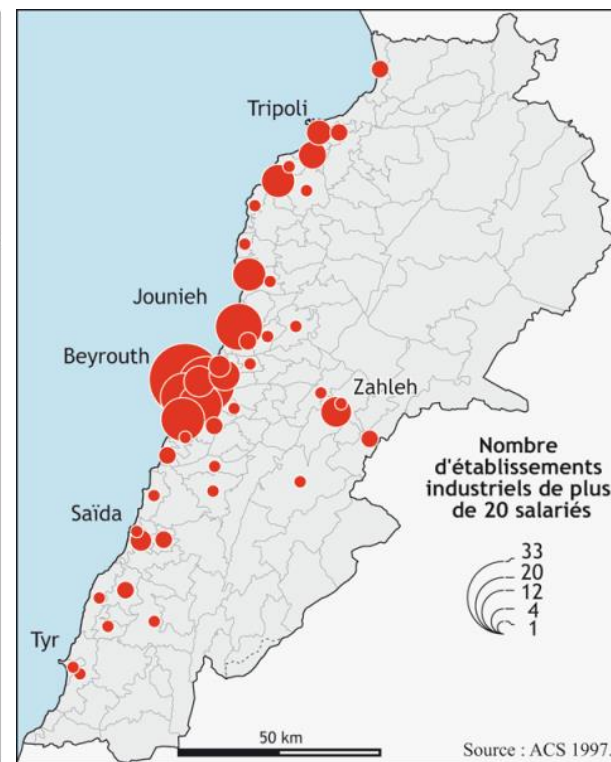 Tripoli
Jounieh
Beyrouth
Zahleh
Nombre
d'établissements
industriels de plus
de 20 salariés
33
20
12
4
1
Saïda
Tyr
50 km
Source : ACS 1997.